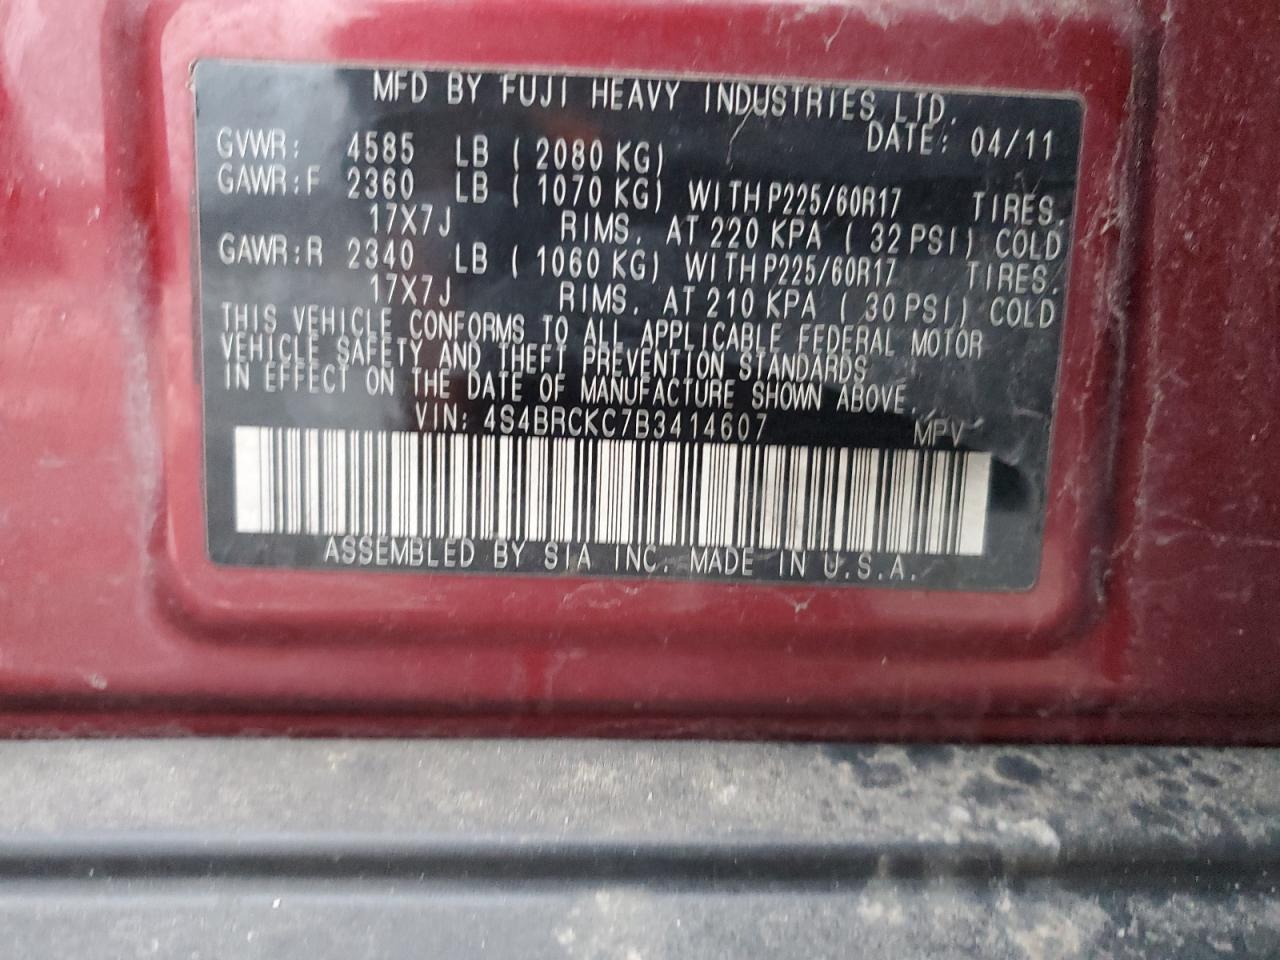 MFD BY FUJI HEAVY INDUSTRIES LTD.
DATE: 04/11
GVWR: 4585 LB ( 2080 KG)
GAWR:F 2360 LB ( 1070 KG) WITH P225/60R17 TIRES.
17X7J RIMS. AT 220 KPA ( 32 PSI) COLD
GAWR:R 2340 LB ( 1060 KG) WITH P225/60R17 TIRES.
17X7J RIMS. AT 210 KPA ( 30 PSI) COLD
THIS VEHICLE CONFORMS TO ALL APPLICABLE FEDERAL MOTOR
VEHICLE SAFETY AND THEFT PREVENTION STANDARDS
IN EFFECT ON THE DATE OF MANUFACTURE SHOWN ABOVE.
VIN: 4S4BRCKC7B3414607 MPV
ASSEMBLED BY SIA INC. MADE IN U.S.A.